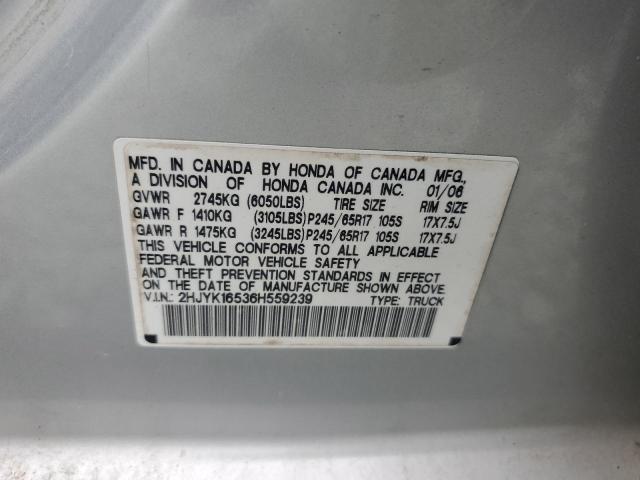 MFD. IN CANADA BY HONDA OF CANADA MFG.,
A DIVISION OF HONDA CANADA INC. 01/06
GVWR 2745KG (6050LBS) TIRE SIZE RIM SIZE
GAWR F 1410KG (3105LBS)P245/65R17 105S 17X7.5J
GAWR R 1475KG (3245LBS)P245/65R17 105S 17X7.5J
THIS VEHICLE CONFORMS TO ALL APPLICABLE
FEDERAL MOTOR VEHICLE SAFETY
AND THEFT PREVENTION STANDARDS IN EFFECT
ON THE DATE OF MANUFACTURE SHOWN ABOVE.
V.I.N.: 2HJYK16536H559239 TYPE: TRUCK